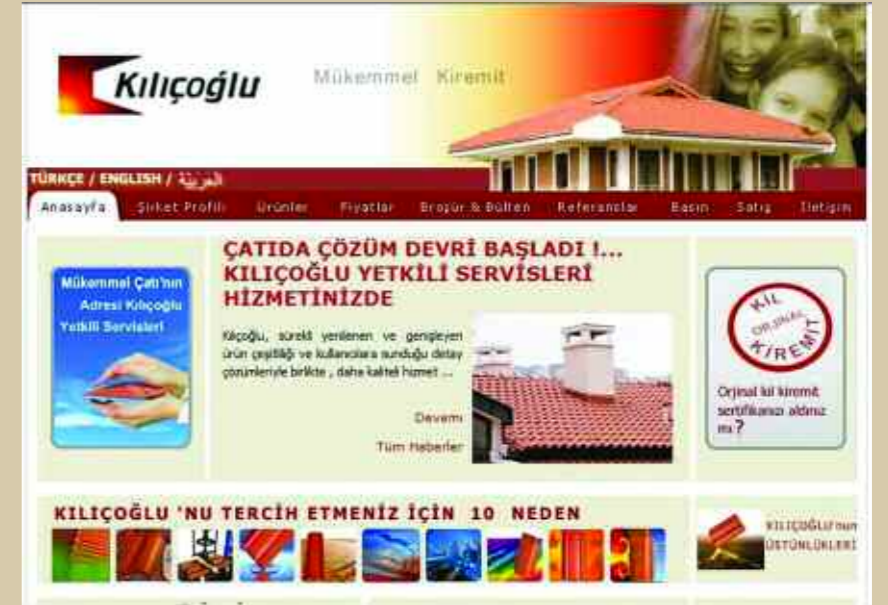 Kılıçoğlu
Mükemmel Kiremit
TÜRKÇE / ENGLISH / العربية
Anasayfa Şirket Profili Ürünler Fiyatlar Broşür & Bülten Referanslar Basın Satış İletişim
Mükemmel Çatı'nın
Adresi Kılıçoğlu
Yetkili Servisleri
ÇATIDA ÇÖZÜM DEVRİ BAŞLADI !...
KILIÇOĞLU YETKİLİ SERVİSLERİ
HİZMETİNİZDE
Kılıçoğlu, sürekli yenilenen ve genişleyen
ürün çeşitliliği ve kullanıcılara sunduğu detay
çözümleriyle birlikte , daha kaliteli hizmet ...
Devamı
Tüm Haberler
KİL
ORJİNAL
KİREMİT
Orjinal kil kiremit
sertifikanızı aldınız
mı ?
KILIÇOĞLU 'NU TERCİH ETMENİZ İÇİN 10 NEDEN
KILIÇOĞLU'nun
ÜSTÜNLÜKLERİ